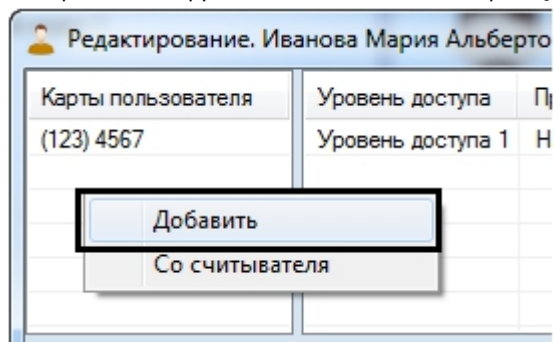 Редактирование. Иванова Мария Альберто
Карты пользователя Уровень доступа
(123) 4567 Уровень доступа 1 Н
Добавить
Со считывателя